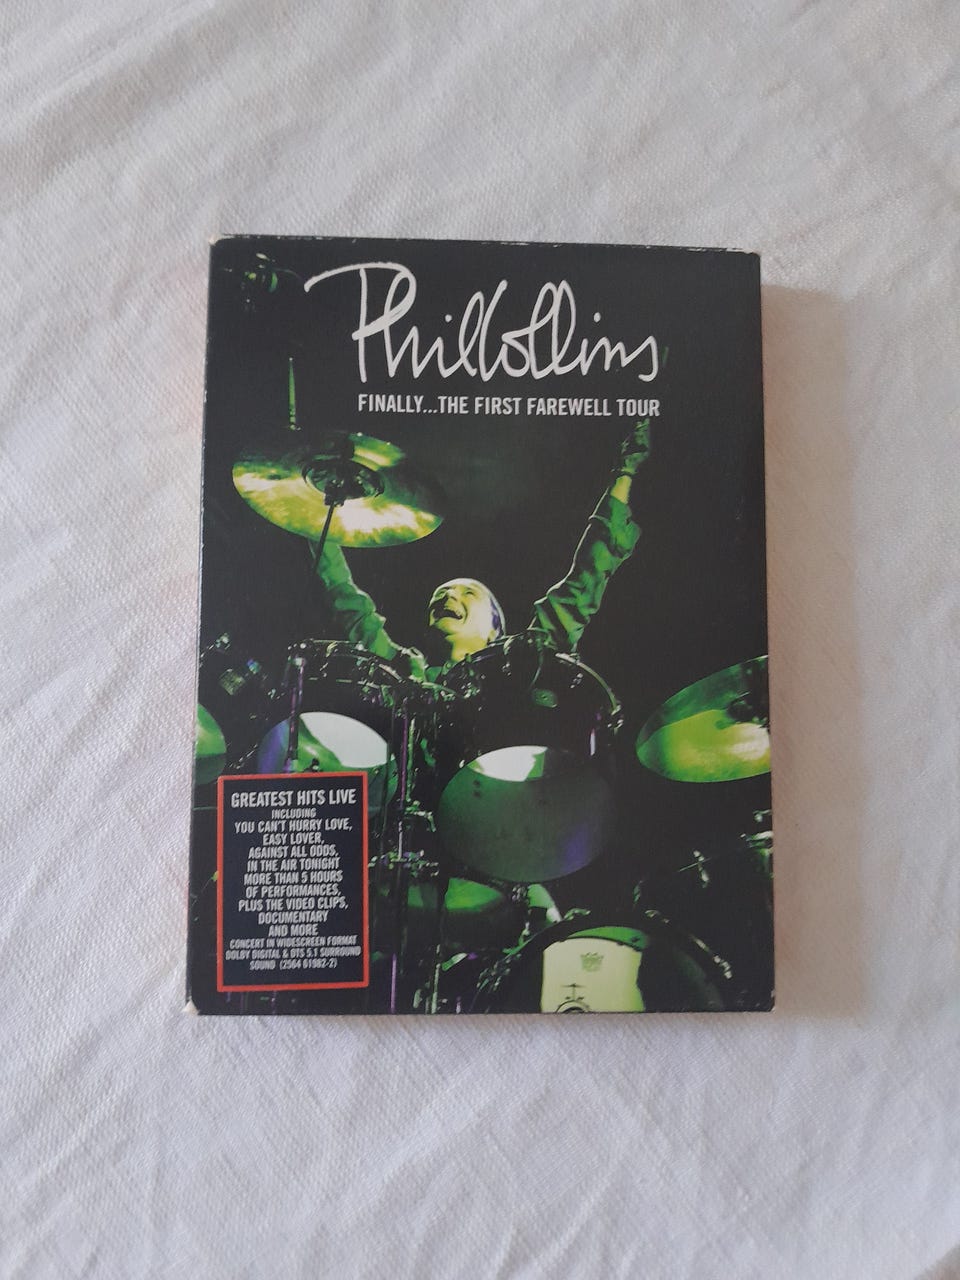 Phil Collins
FINALLY...THE FIRST FAREWELL TOUR
GREATEST HITS LIVE
INCLUDING
YOU CAN'T HURRY LOVE,
EASY LOVER,
AGAINST ALL ODDS,
IN THE AIR TONIGHT
MORE THAN 5 HOURS
OF PERFORMANCES,
PLUS THE VIDEO CLIPS,
DOCUMENTARY
AND MORE
CONCERT IN WIDESCREEN FORMAT
DOLBY DIGITAL & DTS 5.1 SURROUND
SOUND (2564 61982-2)